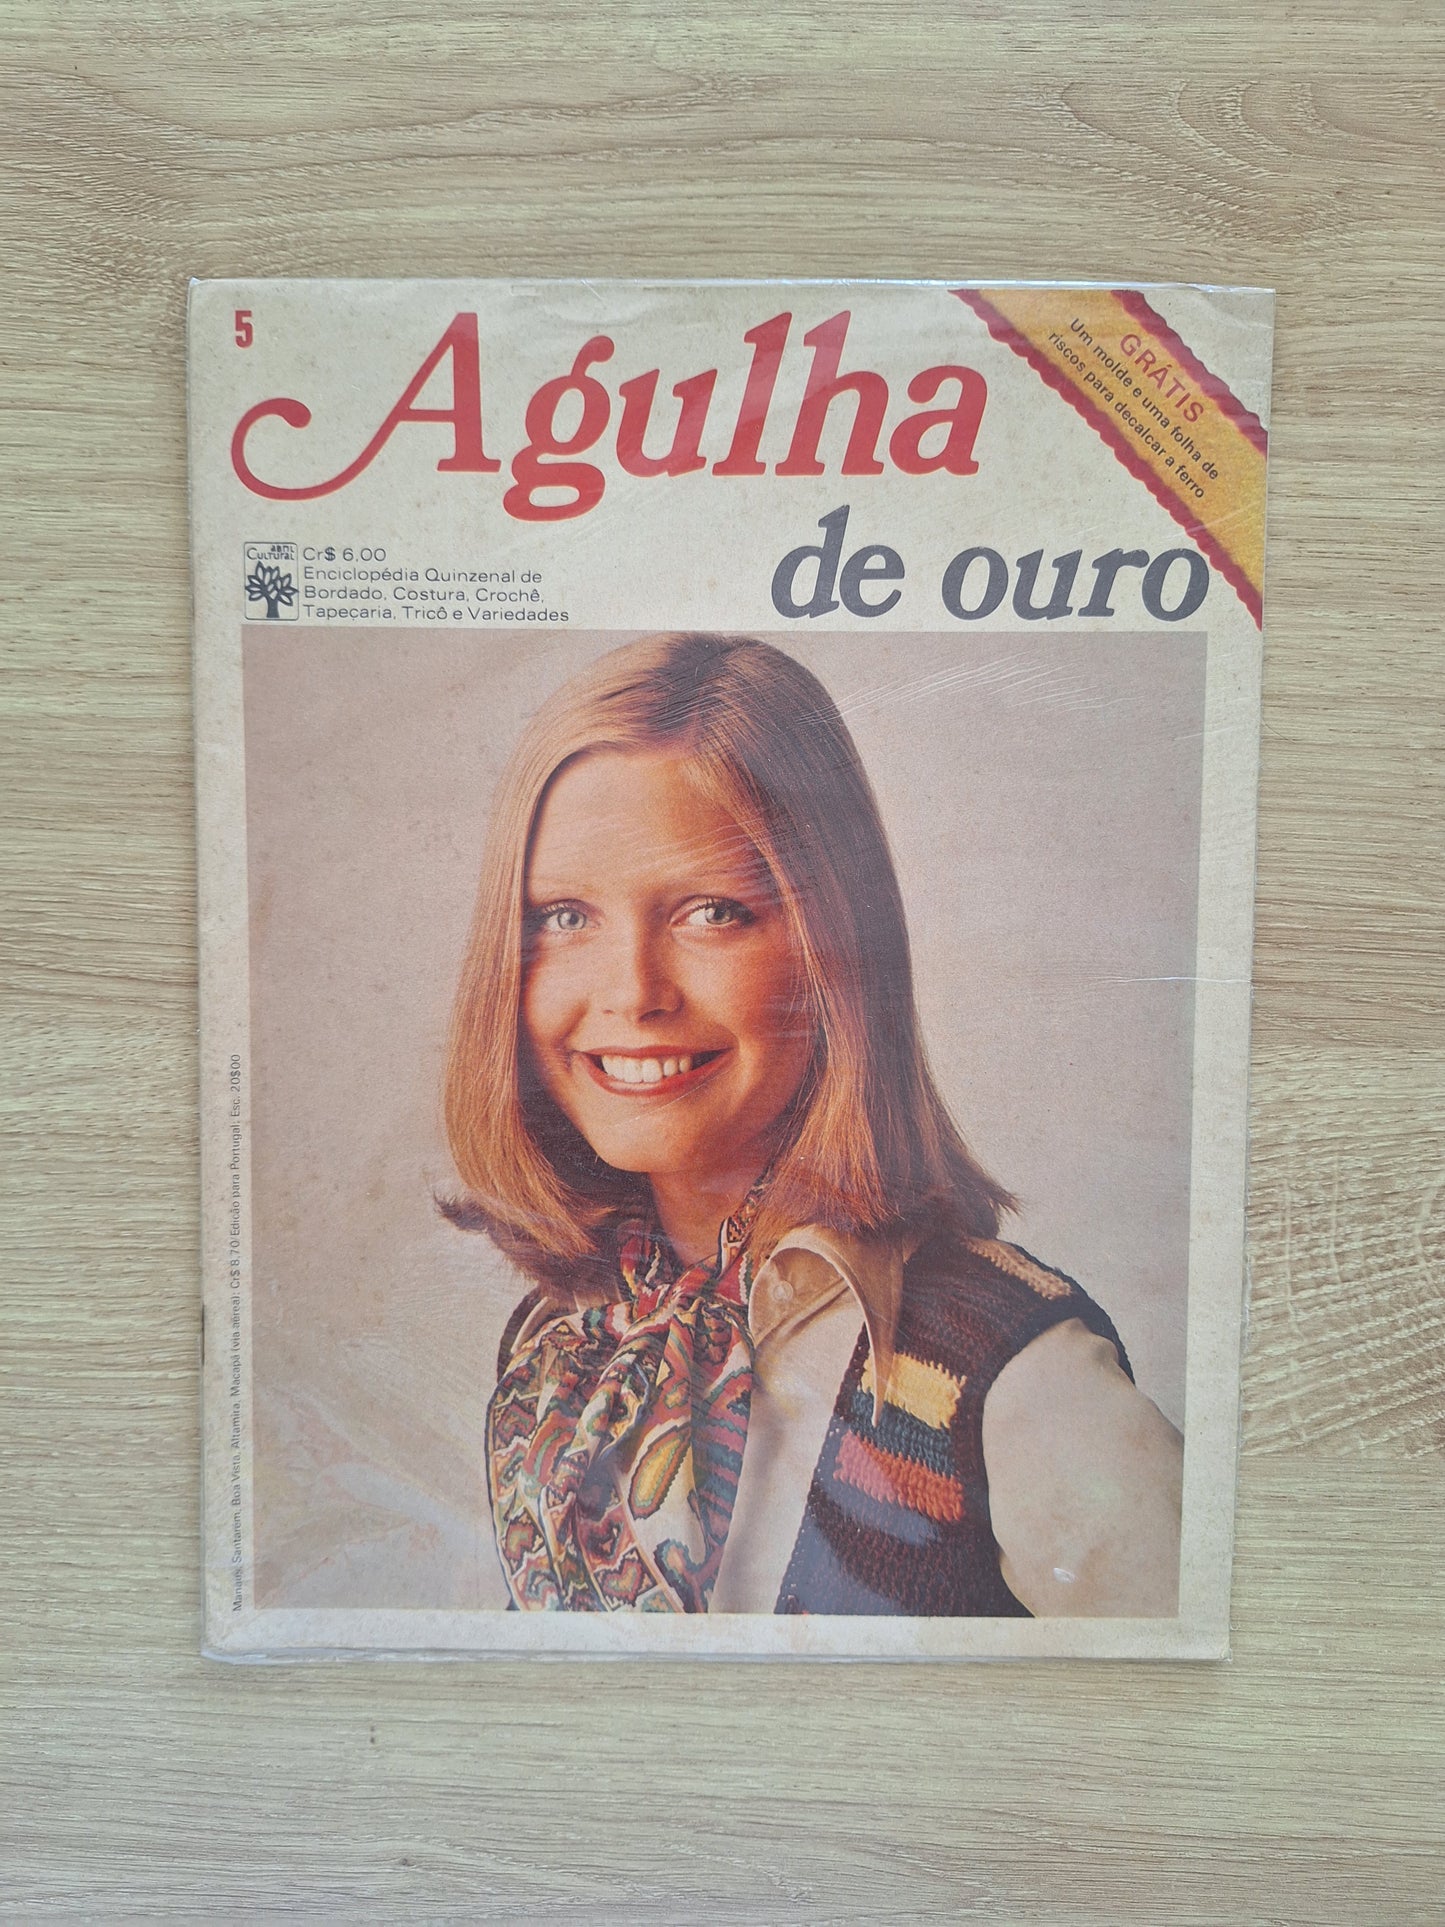 5
Agulha
de ouro
GRÁTIS
Um molde e uma folha de
riscos para decalcar a ferro
abril
Cultural
Cr$ 6,00
Enciclopédia Quinzenal de
Bordado, Costura, Crochê,
Tapeçaria, Tricô e Variedades
Manaus, Santarém, Boa Vista, Altamira, Macapá (via aérea): Cr$ 8,70/Edição para Portugal: Esc. 20$00